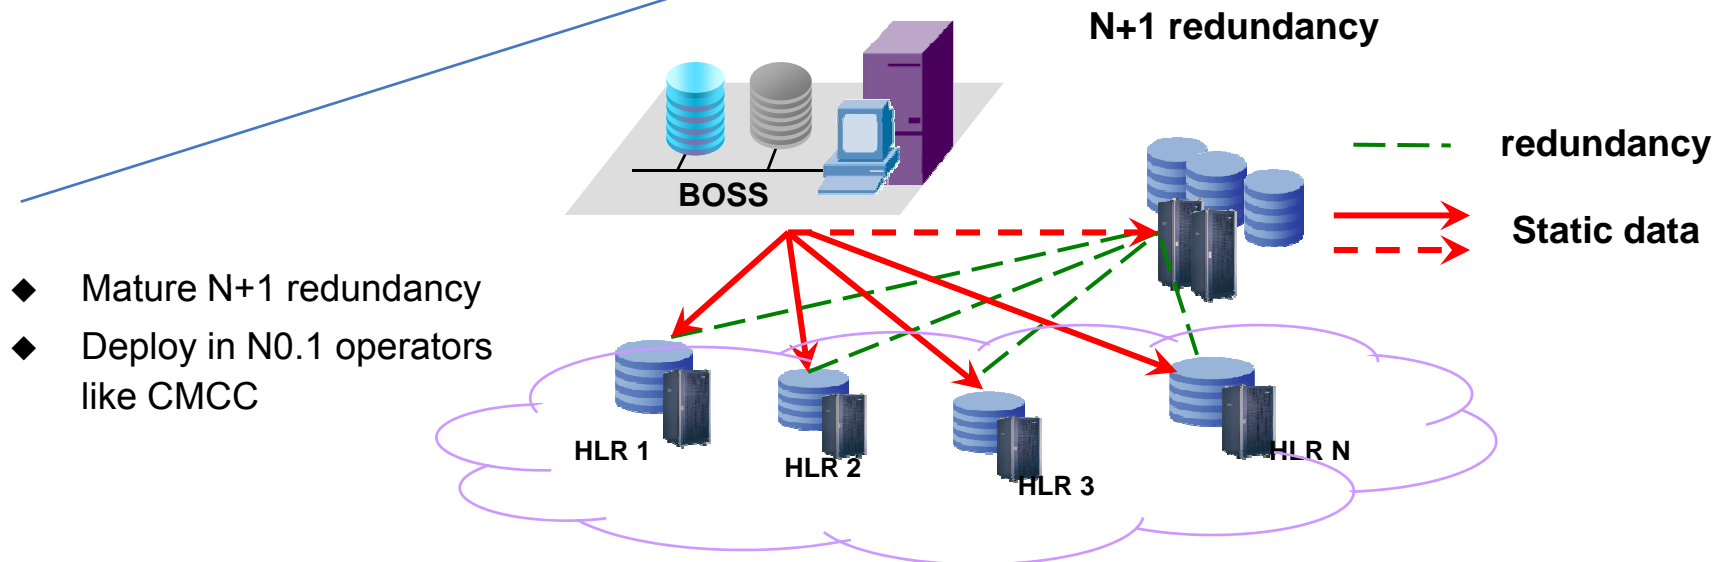 N+1 redundancy
BOSS
redundancy
Static data
◆ Mature N+1 redundancy
◆ Deploy in N0.1 operators
like CMCC
HLR 1
HLR 2
HLR 3
HLR N